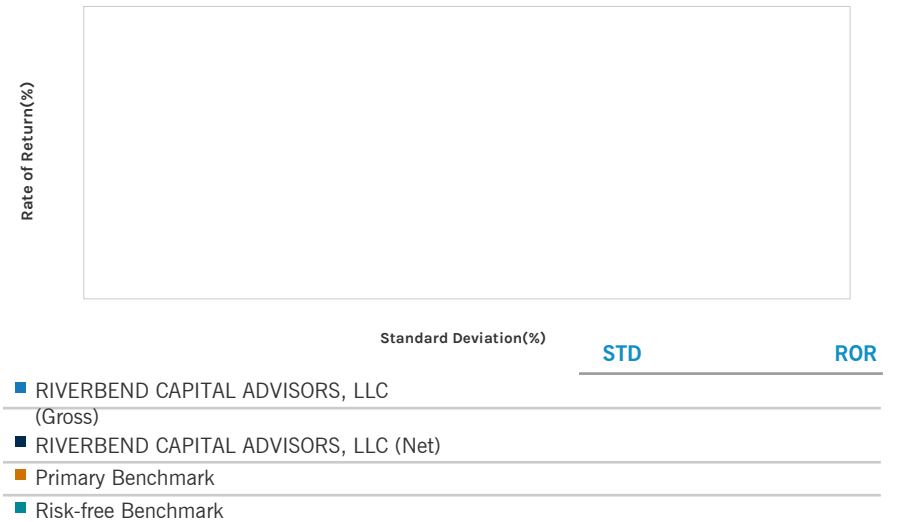 Rate of Return(%)
Standard Deviation(%)
STD ROR
RIVERBEND CAPITAL ADVISORS, LLC
(Gross)
RIVERBEND CAPITAL ADVISORS, LLC (Net)
Primary Benchmark
Risk-free Benchmark